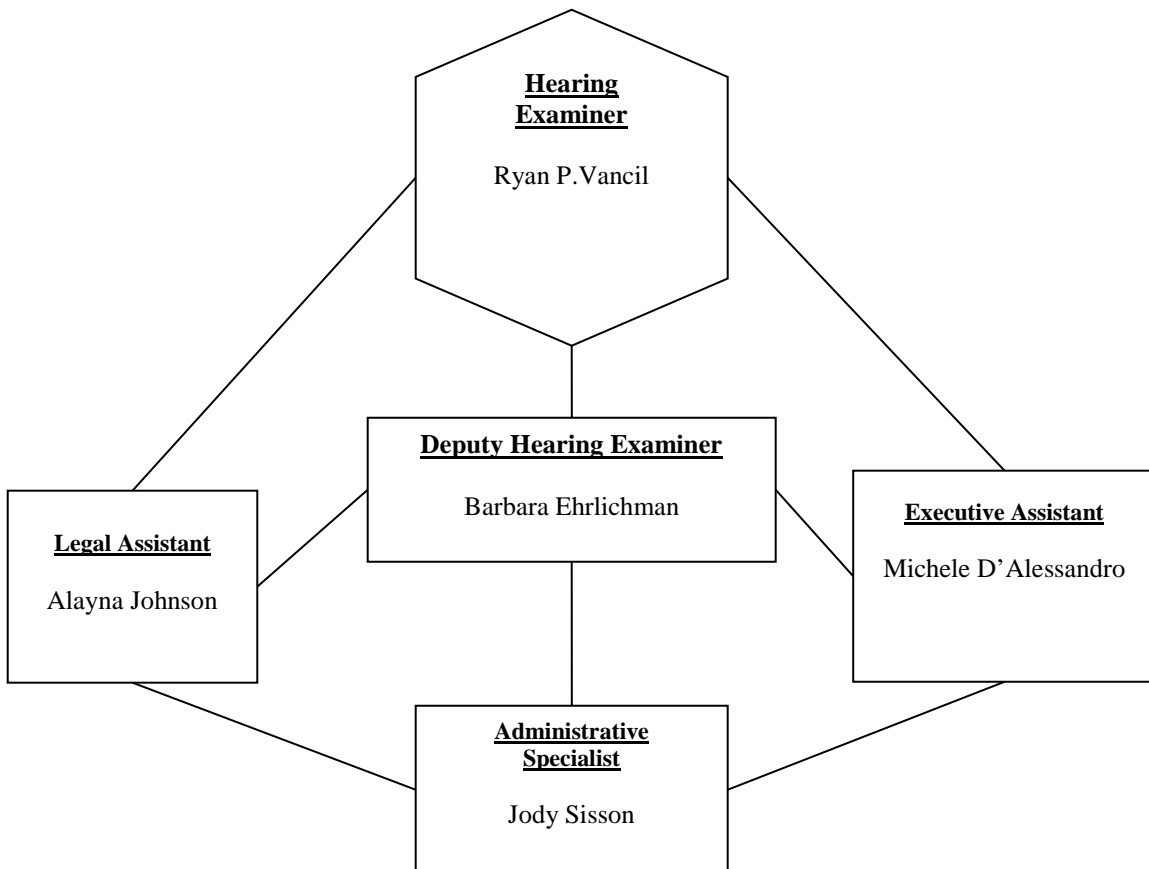 Hearing
Examiner
Ryan P.Vancil
Deputy Hearing Examiner
Barbara Ehrlichman
Legal Assistant
Alayna Johnson
Executive Assistant
Michele D’Alessandro
Administrative
Specialist
Jody Sisson